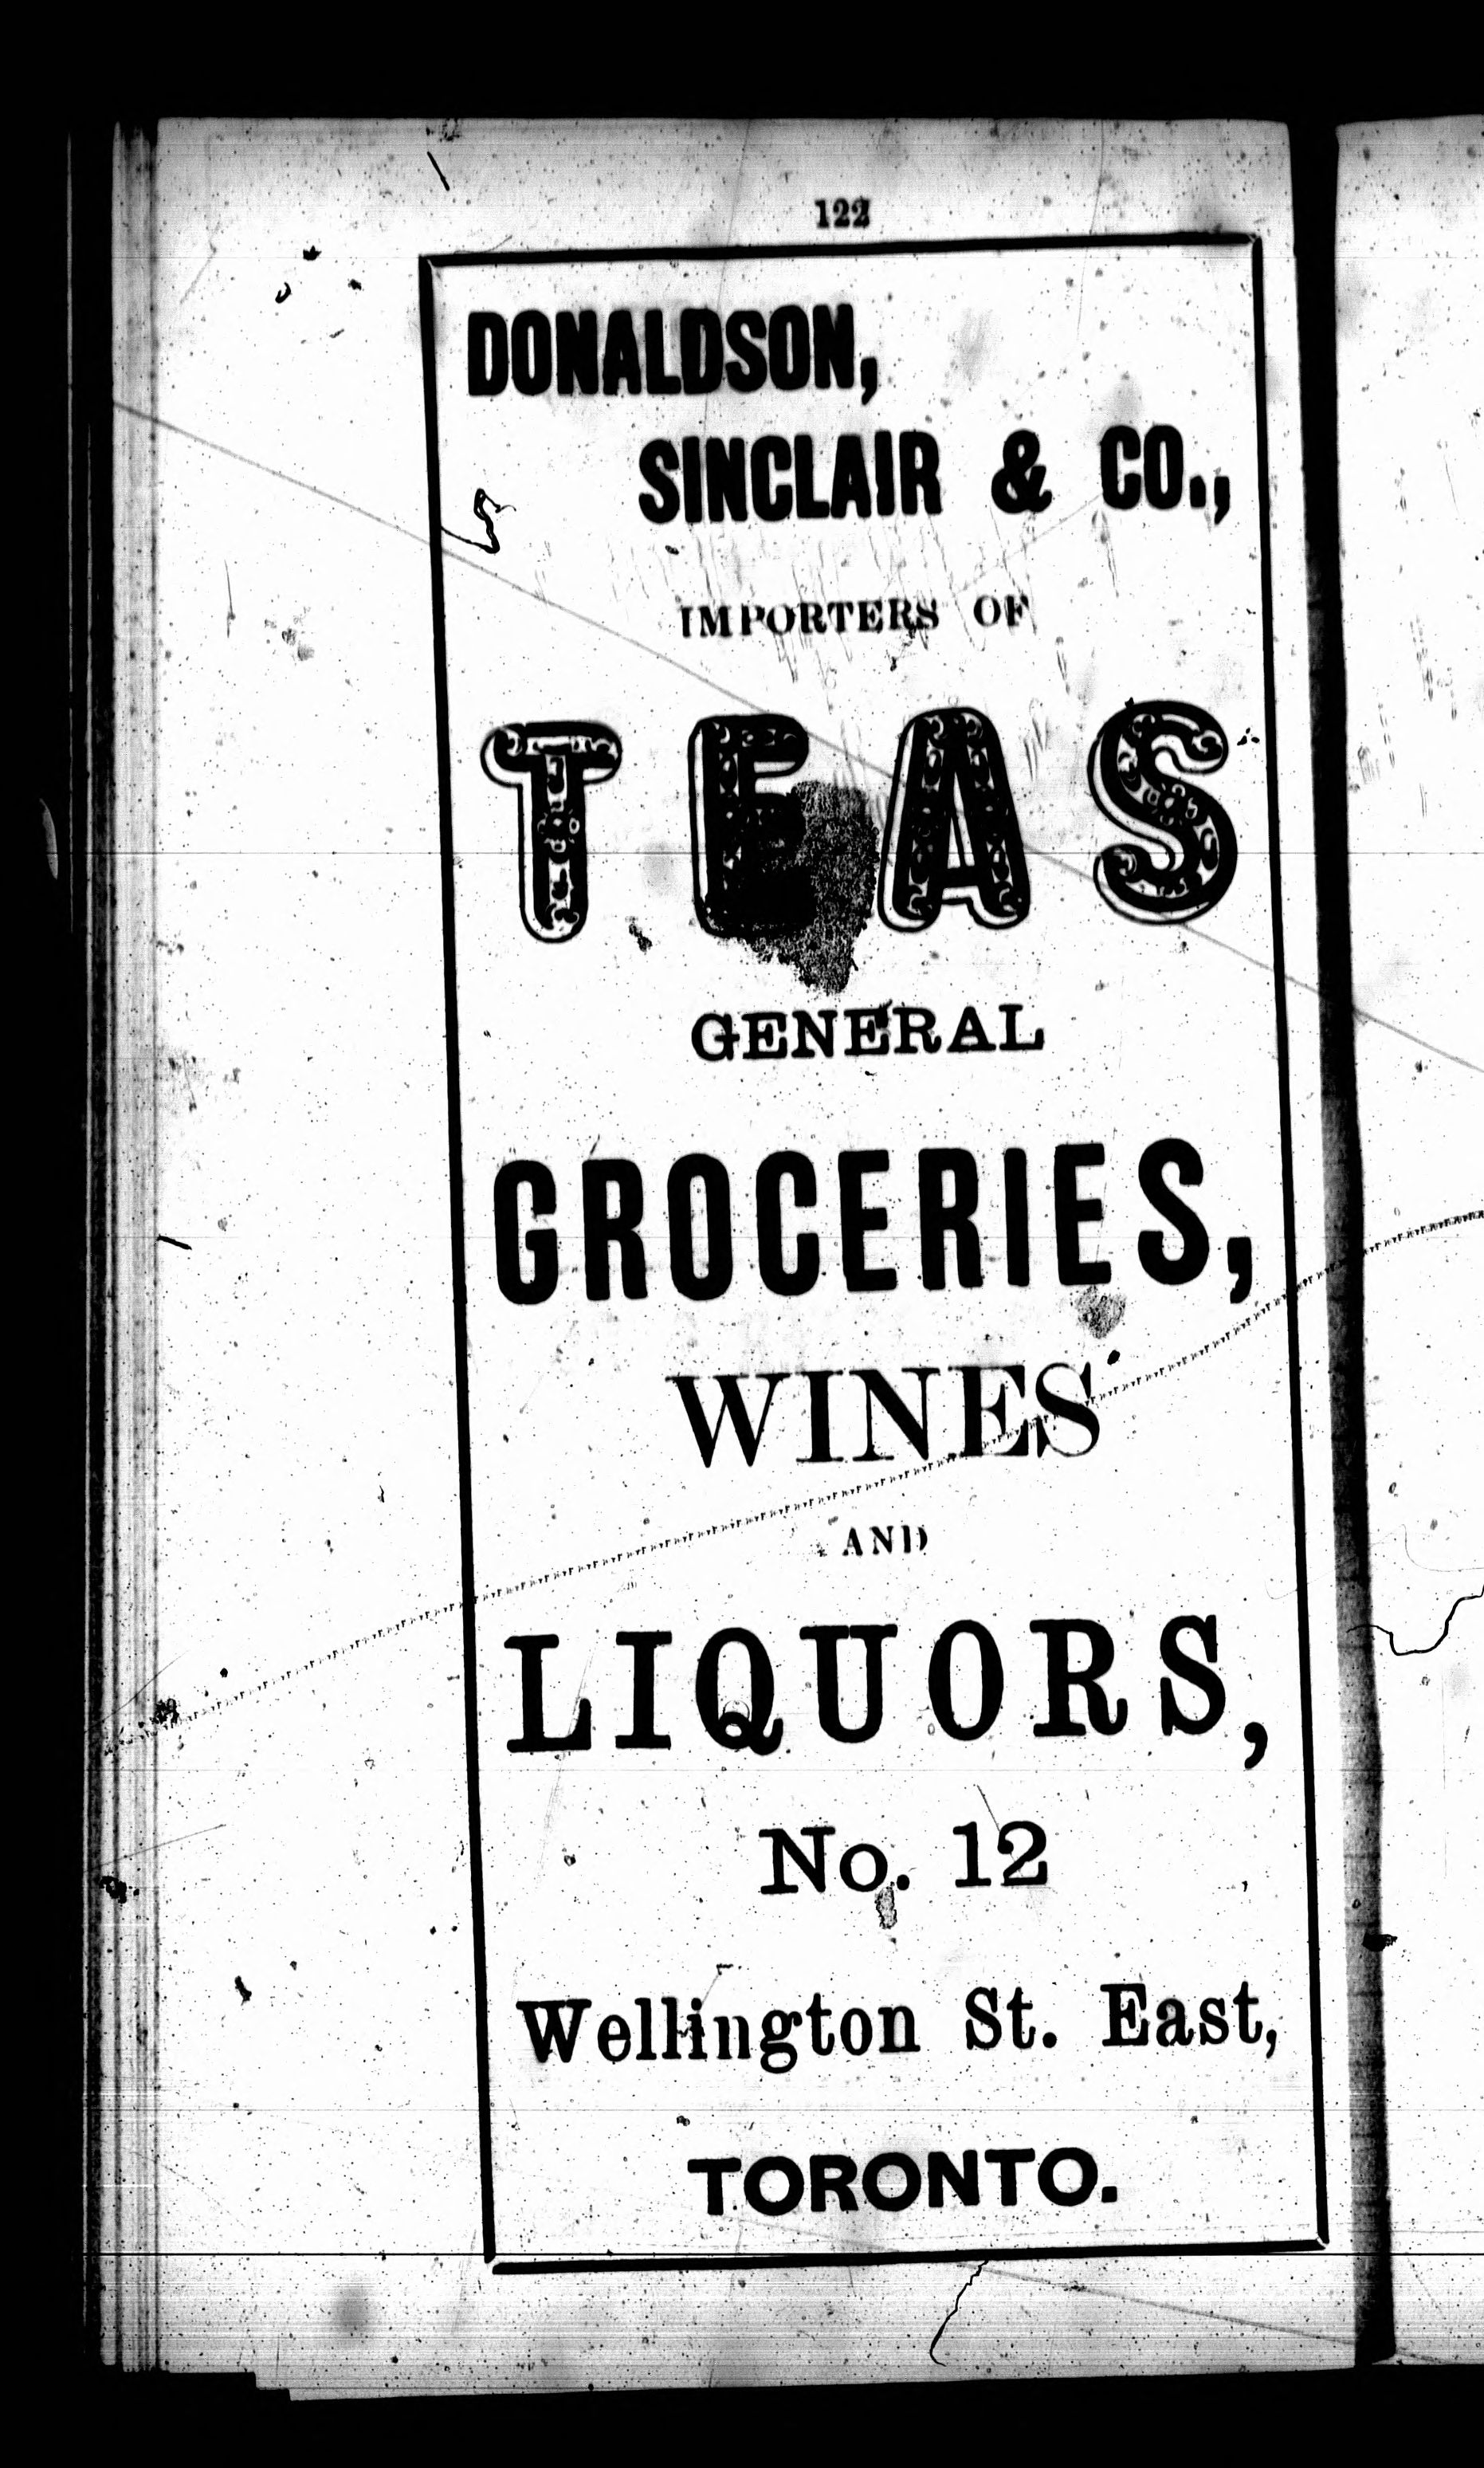 122
DONALDSON,
SINCLAIR & CO.,
IMPORTERS OF
TEAS
GENERAL
GROCERIES,
WINES
AND
LIQUORS,
No. 12
Wellington St. East,
TORONTO.